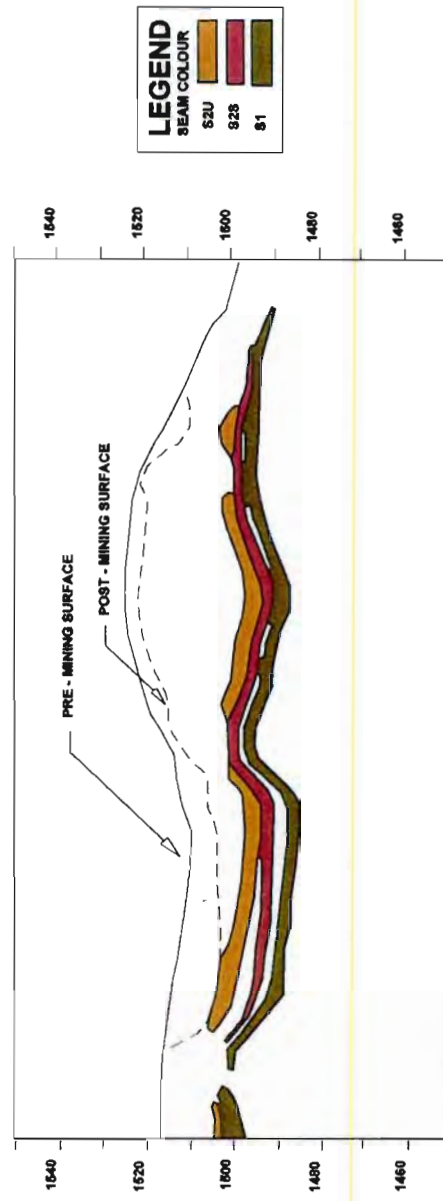 LEGEND
SEAM COLOUR
S2U
S2S
S1
PRE - MINING SURFACE
POST - MINING SURFACE
1540
1520
1500
1480
1460
1540
1520
1500
1480
1460